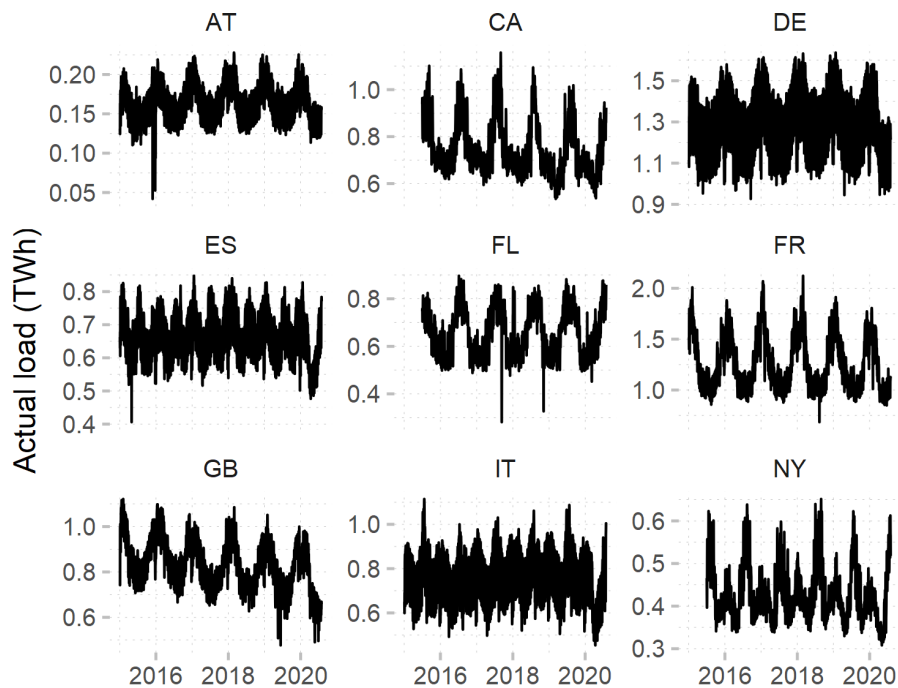 AT CA DE
0.20 0.15 0.10 0.05
1.0 0.8 0.6
1.5 1.3 1.1 0.9
Actual load (TWh)
ES FL FR
0.8 0.7 0.6 0.5 0.4
0.8 0.6 0.4
2.0 1.5 1.0
GB IT NY
1.0 0.8 0.6
1.0 0.8 0.6
0.6 0.5 0.4 0.3
2016 2018 2020 2016 2018 2020 2016 2018 2020